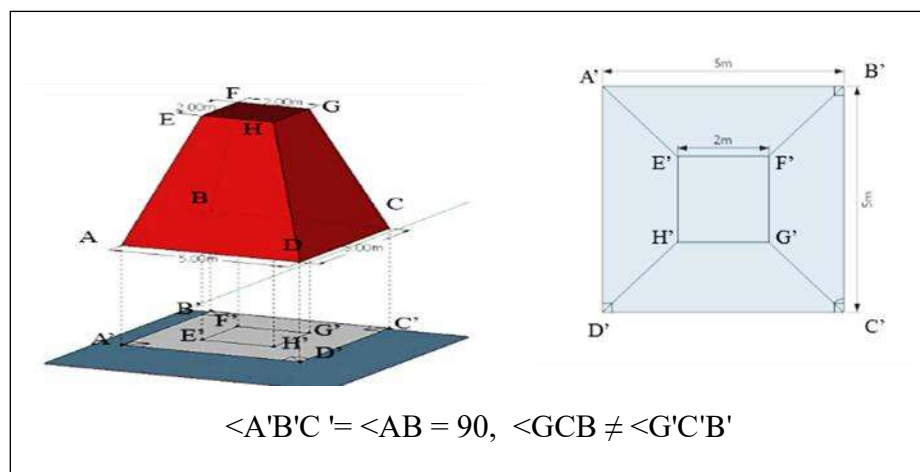 F
2.00m
2.00m
G
E
H
B
C
A
D
5.00m
5.00m
B'
F'
C'
A'
E'
G'
H'
D'
5m
A'
B'
2m
E'
F'
5m
H'
G'
D'
C'
<A'B'C '= <AB = 90, <GCB ≠ <G'C'B'